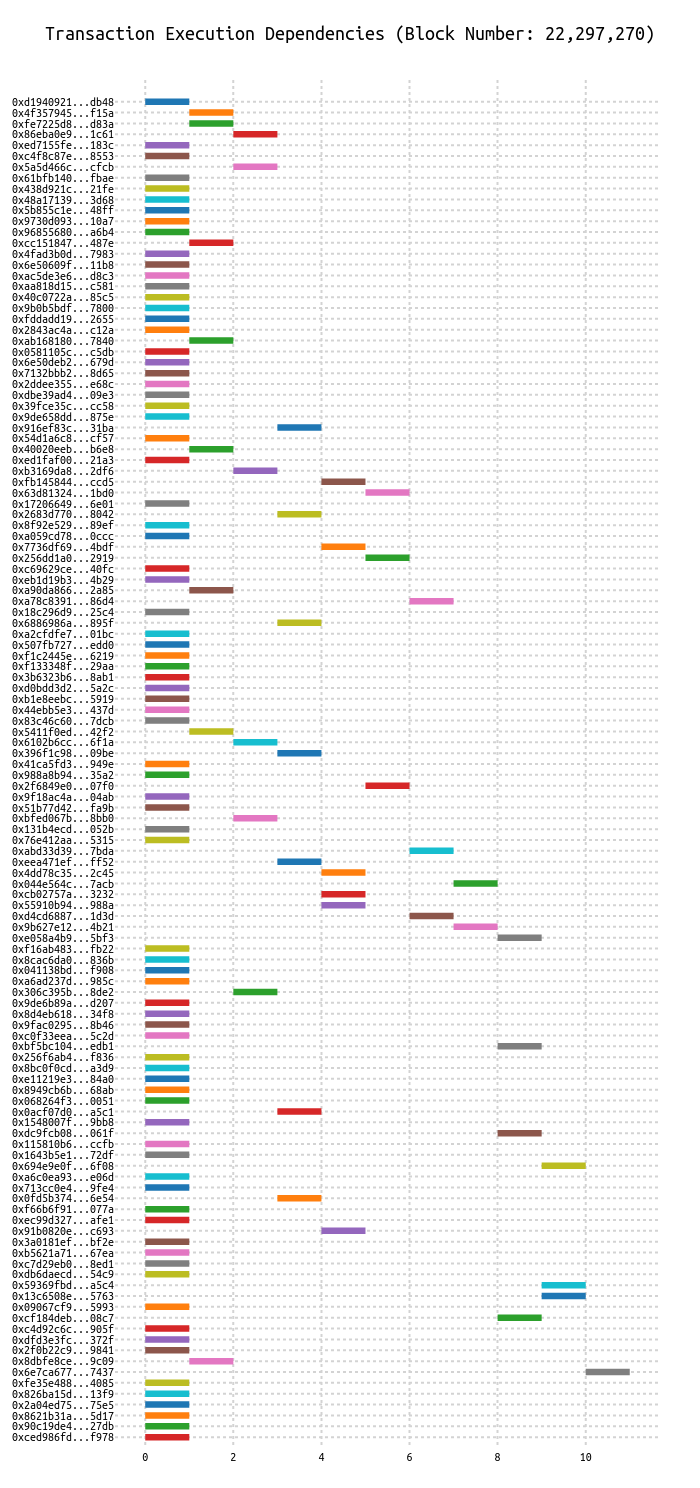 Transaction Execution Dependencies (Block Number: 22,297,270)
0xd1940921...db48
0x4f357945...f15a
0xfe7225d8...d83a
0x86eba0e9...1c61
0xed7155fe...183c
0xc4f8c87e...8553
0x5a5d466c...cfcb
0x61bfb140...fbae
0x438d921c...21fe
0x48a17139...3d68
0x5b855c1e...48ff
0x9730d093...10a7
0x96855680...a6b4
0xcc151847...487e
0x4fad3b0d...7983
0x6e50609f...11b8
0xac5de3e6...d8c3
0xaa818d15...c581
0x40c0722a...85c5
0x9b0b5bdf...7800
0xfddadd19...2655
0x2843ac4a...c12a
0xab168180...7840
0x0581105c...c5db
0x6e50deb2...679d
0x7132bbb2...8d65
0x2ddee355...e68c
0xdbe39ad4...09e3
0x39fce35c...cc58
0x9de658dd...875e
0x916ef83c...31ba
0x54d1a6c8...cf57
0x40020eeb...b6e8
0xed1faf00...21a3
0xb3169da8...2df6
0xfb145844...ccd5
0x63d81324...1bd0
0x17206649...6e01
0x2683d770...8042
0x8f92e529...89ef
0xa059cd78...0ccc
0x7736df69...4bdf
0x256dd1a0...2919
0xc69629ce...40fc
0xeb1d19b3...4b29
0xa90da866...2a85
0xa78c8391...86d4
0x18c296d9...25c4
0x6886986a...895f
0xa2cfdfe7...01bc
0x507fb727...edd0
0xf1c2445e...6219
0xf133348f...29aa
0x3b6323b6...8ab1
0xd0bdd3d2...5a2c
0xb1e8eebc...5919
0x44ebb5e3...437d
0x83c46c60...7dcb
0x5411f0ed...42f2
0x6102b6cc...6f1a
0x396f1c98...09be
0x41ca5fd3...949e
0x988a8b94...35a2
0x2f6849e0...07f0
0x9f18ac4a...04ab
0x51b77d42...fa9b
0xbfed067b...8bb0
0x131b4ecd...052b
0x76e412aa...5315
0xabd33d39...7bda
0xeea471ef...ff52
0x4dd78c35...2c45
0x044e564c...7acb
0xcb02757a...3232
0x55910b94...988a
0xd4cd6887...1d3d
0x9b627e12...4b21
0xe058a4b9...5bf3
0xf16ab483...fb22
0x8cac6da0...836b
0x041138bd...f908
0xa6ad237d...985c
0x306c395b...8de2
0x9de6b89a...d207
0x8d4eb618...34f8
0x9fac0295...8b46
0xc0f33eea...5c2d
0xbf5bc104...edb1
0x256f6ab4...f836
0x8bc0f0cd...a3d9
0xe11219e3...84a0
0x8949cb6b...68ab
0x068264f3...0051
0x0acf07d0...a5c1
0x1548007f...9bb8
0xdc9fcb08...061f
0x115810b6...ccfb
0x1643b5e1...72df
0x694e9e0f...6f08
0xa6c0ea93...e06d
0x713cc0e4...9fe4
0x0fd5b374...6e54
0xf66b6f91...077a
0xec99d327...afe1
0x91b0820e...c693
0x3a0181ef...bf2e
0xb5621a71...67ea
0xc7d29eb0...8ed1
0xdb6daecd...54c9
0x59369fbd...a5c4
0x13c6508e...5763
0x09067cf9...5993
0xcf184deb...08c7
0xc4d92c6c...905f
0xdfd3e3fc...372f
0x2f0b22c9...9841
0x8dbfe8ce...9c09
0x6e7ca677...7437
0xfe35e488...4085
0x826ba15d...13f9
0x2a04ed75...75e5
0x8621b31a...5d17
0x90c19de4...27db
0xced986fd...f978
0 2 4 6 8 10